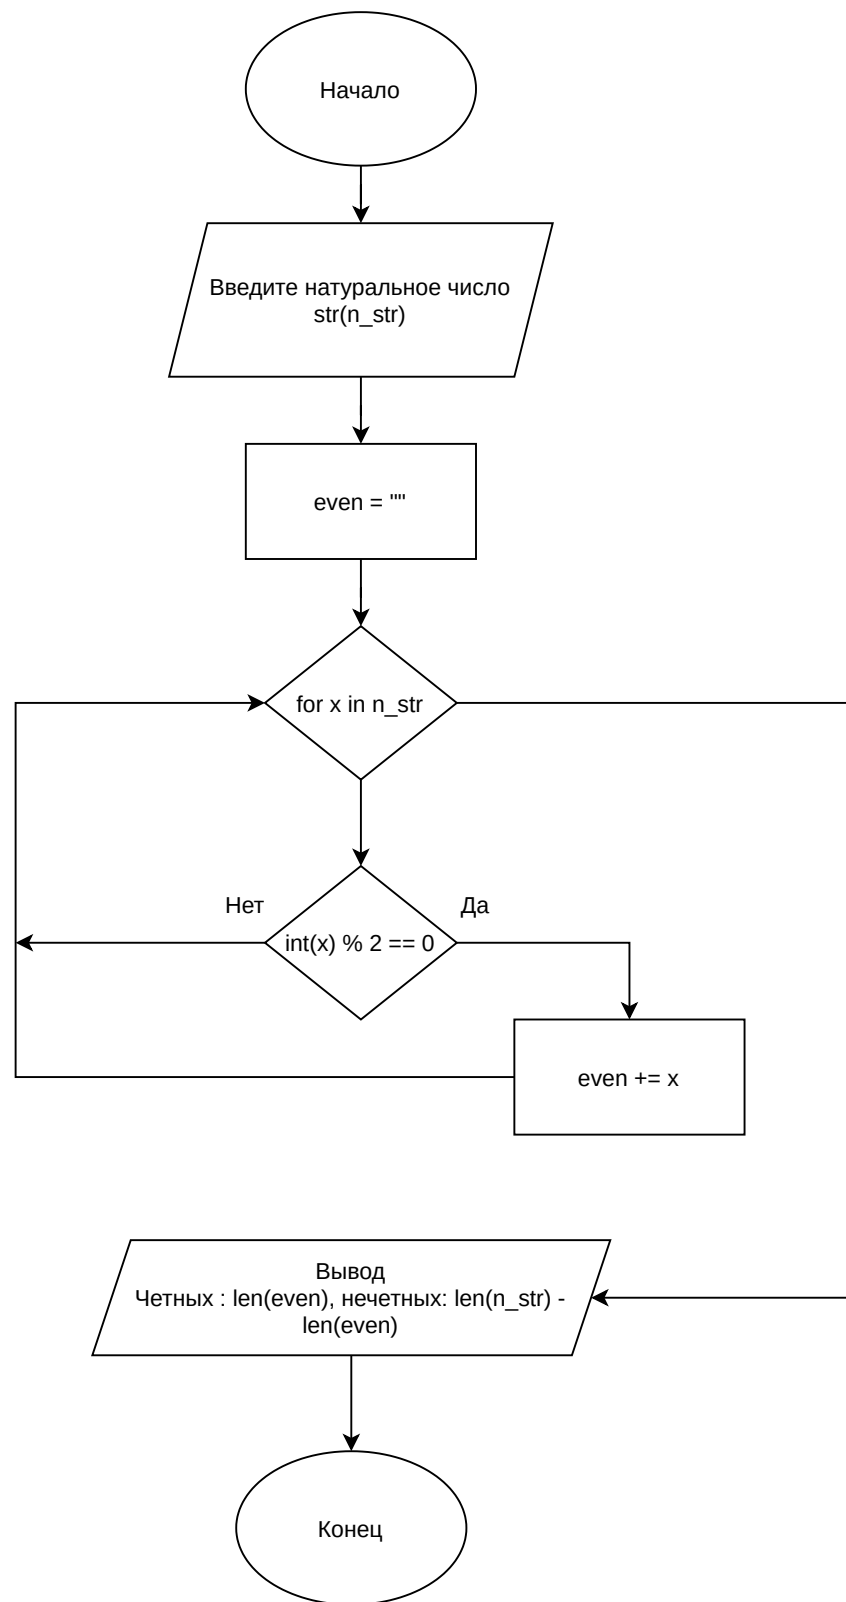 Начало
Введите натуральное число
str(n_str)
even = ""
for x in n_str
Нет
Да
int(x) % 2 == 0
even += x
Вывод
Четных : len(even), нечетных: len(n_str) -
len(even)
Конец